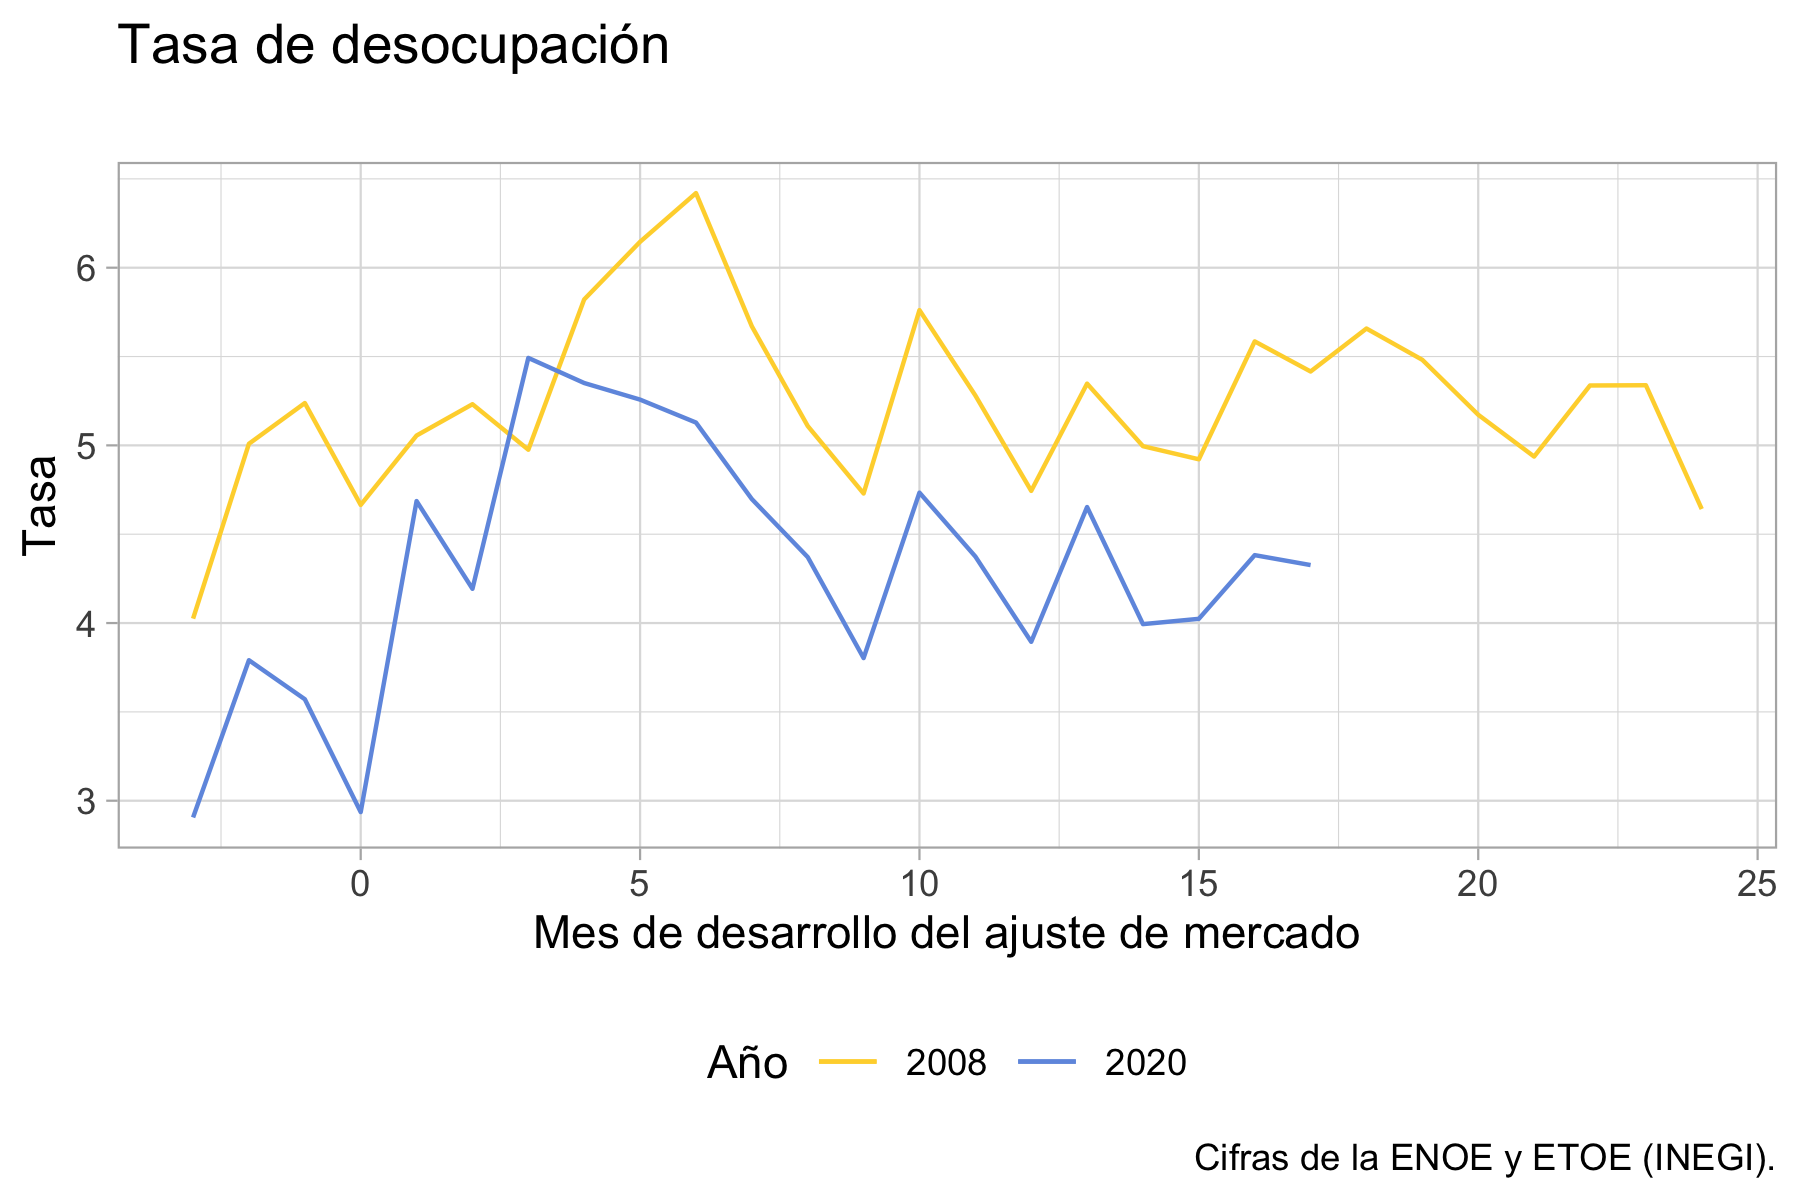 Tasa de desocupación
Tasa
6
5
4
3
0 5 10 15 20 25
Mes de desarrollo del ajuste de mercado
Año 2008 2020
Cifras de la ENOE y ETOE (INEGI).